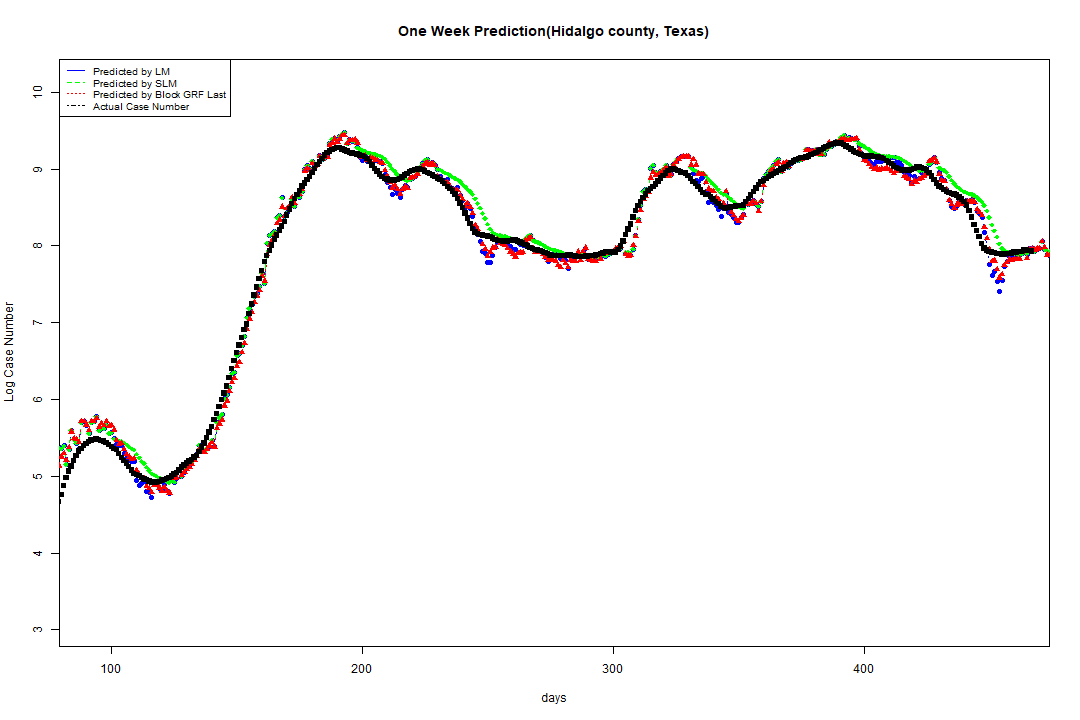 One Week Prediction(Hidalgo county, Texas)
Predicted by LM
Predicted by SLM
Predicted by Block GRF Last
Actual Case Number
Log Case Number
10
9
8
7
6
5
4
3
100 200 300 400
days